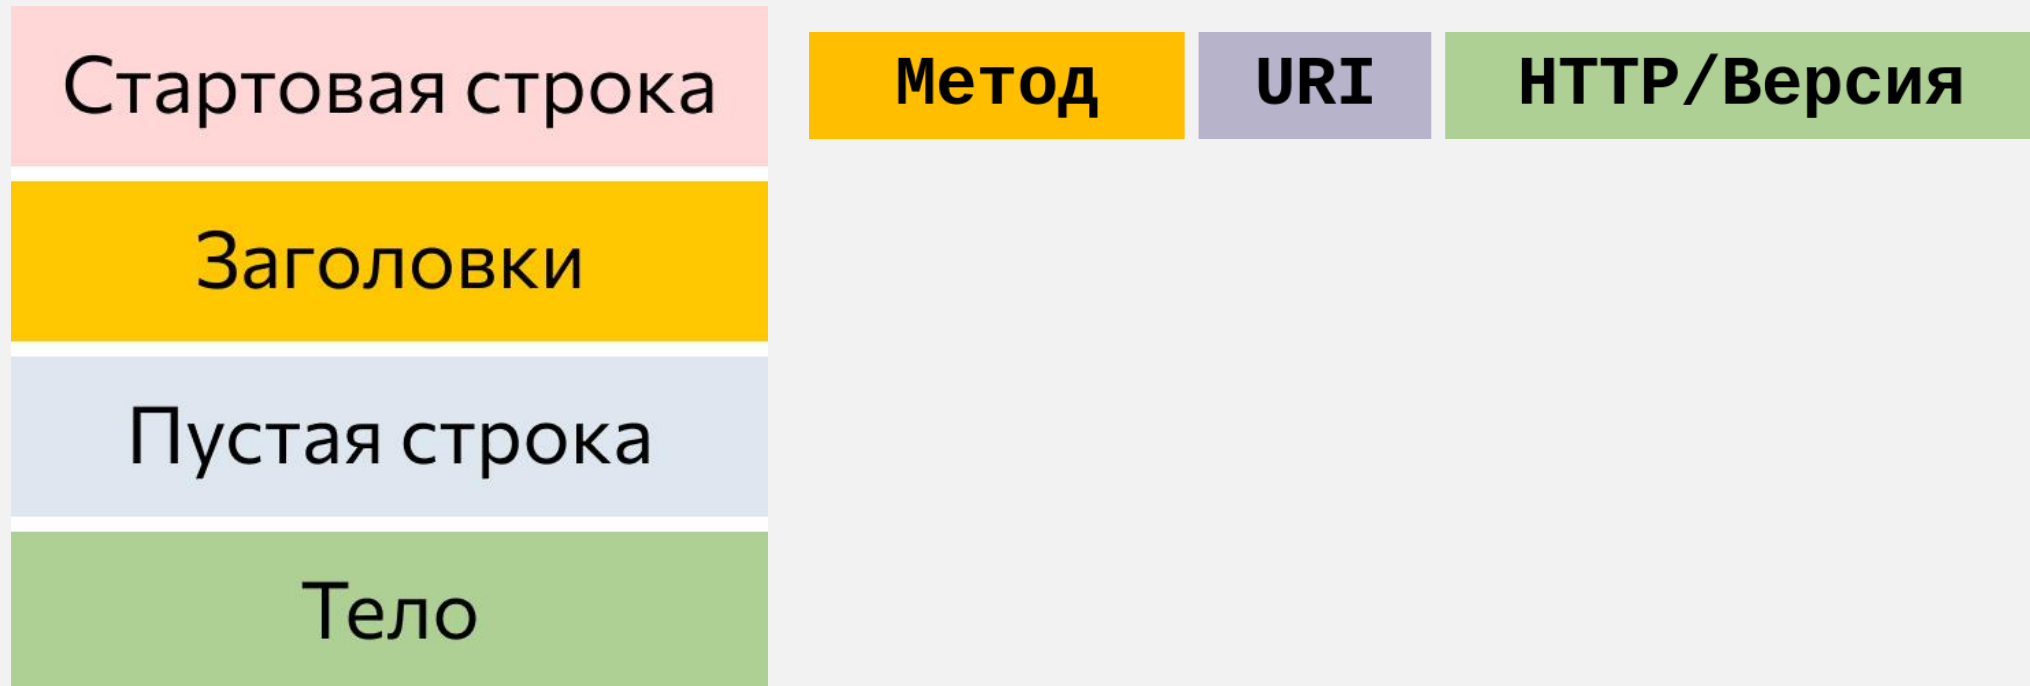 Стартовая строка
Метод URI HTTP/Версия
Заголовки
Пустая строка
Тело